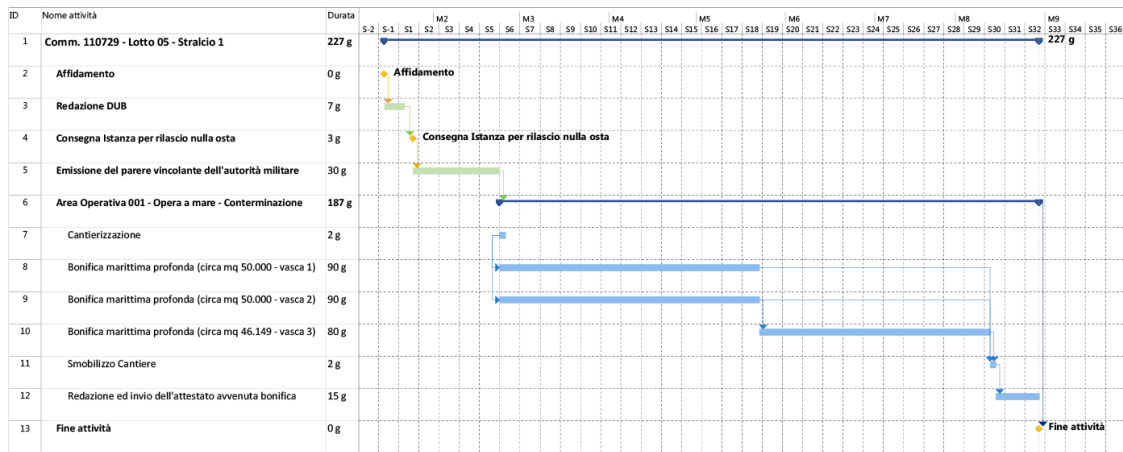 ID Nome attività Durata
M2 M3 M4 M5 M6 M7 M8 M9
S-2 S-1 S1 S2 S3 S4 S5 S6 S7 S8 S9 S10 S11 S12 S13 S14 S15 S16 S17 S18 S19 S20 S21 S22 S23 S24 S25 S26 S27 S28 S29 S30 S31 S32 S33 S34 S35 S36
1 Comm. 110729 - Lotto 05 - Stralcio 1 227 g 227 g
2 Affidamento 0 g Affidamento
3 Redazione DUB 7 g
4 Consegna Istanza per rilascio nulla osta 3 g Consegna Istanza per rilascio nulla osta
5 Emissione del parere vincolante dell'autorità militare 30 g
6 Area Operativa 001 - Opera a mare - Conterminazione 187 g
7 Cantierizzazione 2 g
8 Bonifica marittima profonda (circa mq 50.000 - vasca 1) 90 g
9 Bonifica marittima profonda (circa mq 50.000 - vasca 2) 90 g
10 Bonifica marittima profonda (circa mq 46.149 - vasca 3) 80 g
11 Smobilizzo Cantiere 2 g
12 Redazione ed invio dell'attestato avvenuta bonifica 15 g
13 Fine attività 0 g Fine attività